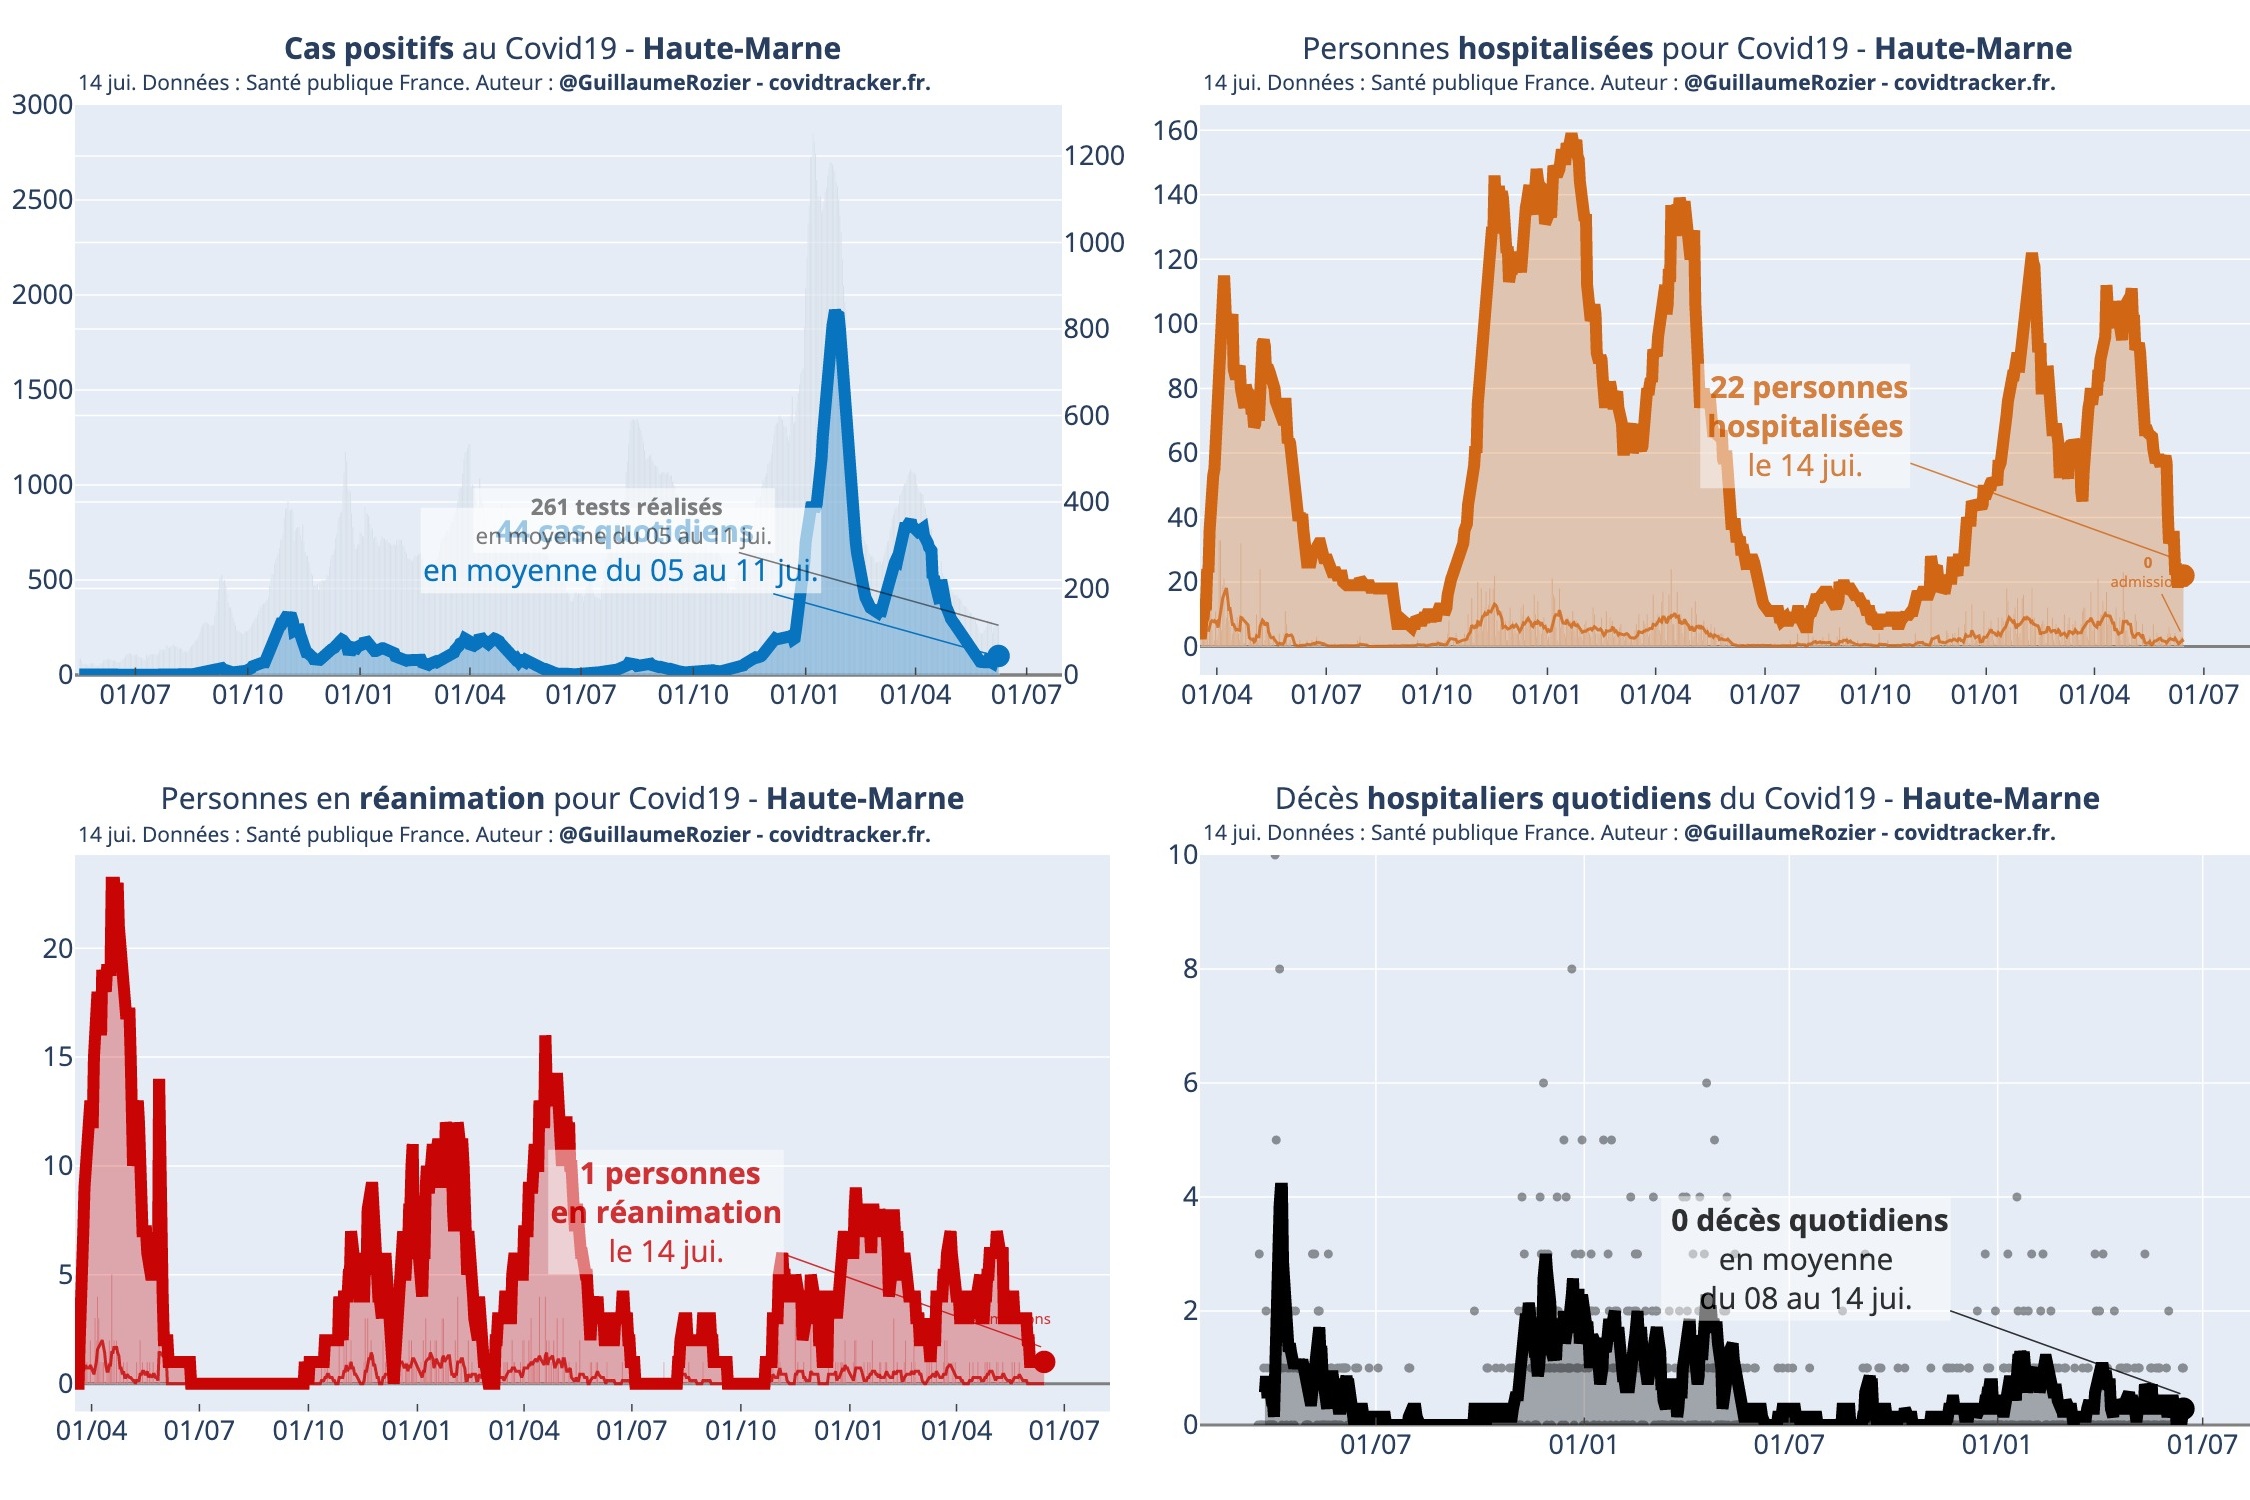 Cas positifs au Covid19 - Haute-Marne
14 jui. Données : Santé publique France. Auteur : @GuillaumeRozier - covidtracker.fr.
3000
2500
2000
1500
1000
500
0
1200
1000
800
600
400
200
0
261 tests réalisés
en moyenne du 05 au 11 jui.
44 cas quotidiens
en moyenne du 05 au 11 jui.
01/07 01/10 01/01 01/04 01/07 01/10 01/01 01/04 01/07
Personnes hospitalisées pour Covid19 - Haute-Marne
14 jui. Données : Santé publique France. Auteur : @GuillaumeRozier - covidtracker.fr.
160
140
120
100
80
60
40
20
0
22 personnes
hospitalisées
le 14 jui.
0
01/04 01/07 01/10 01/01 01/04 01/07 01/10 01/01 01/04 01/07
Personnes en réanimation pour Covid19 - Haute-Marne
14 jui. Données : Santé publique France. Auteur : @GuillaumeRozier - covidtracker.fr.
20
15
10
5
0
1 personnes
en réanimation
le 14 jui.
01/04 01/07 01/10 01/01 01/04 01/07 01/10 01/01 01/04 01/07
Décès hospitaliers quotidiens du Covid19 - Haute-Marne
14 jui. Données : Santé publique France. Auteur : @GuillaumeRozier - covidtracker.fr.
10
8
6
4
2
0
0 décès quotidiens
en moyenne
du 08 au 14 jui.
01/07 01/01 01/07 01/01 01/07